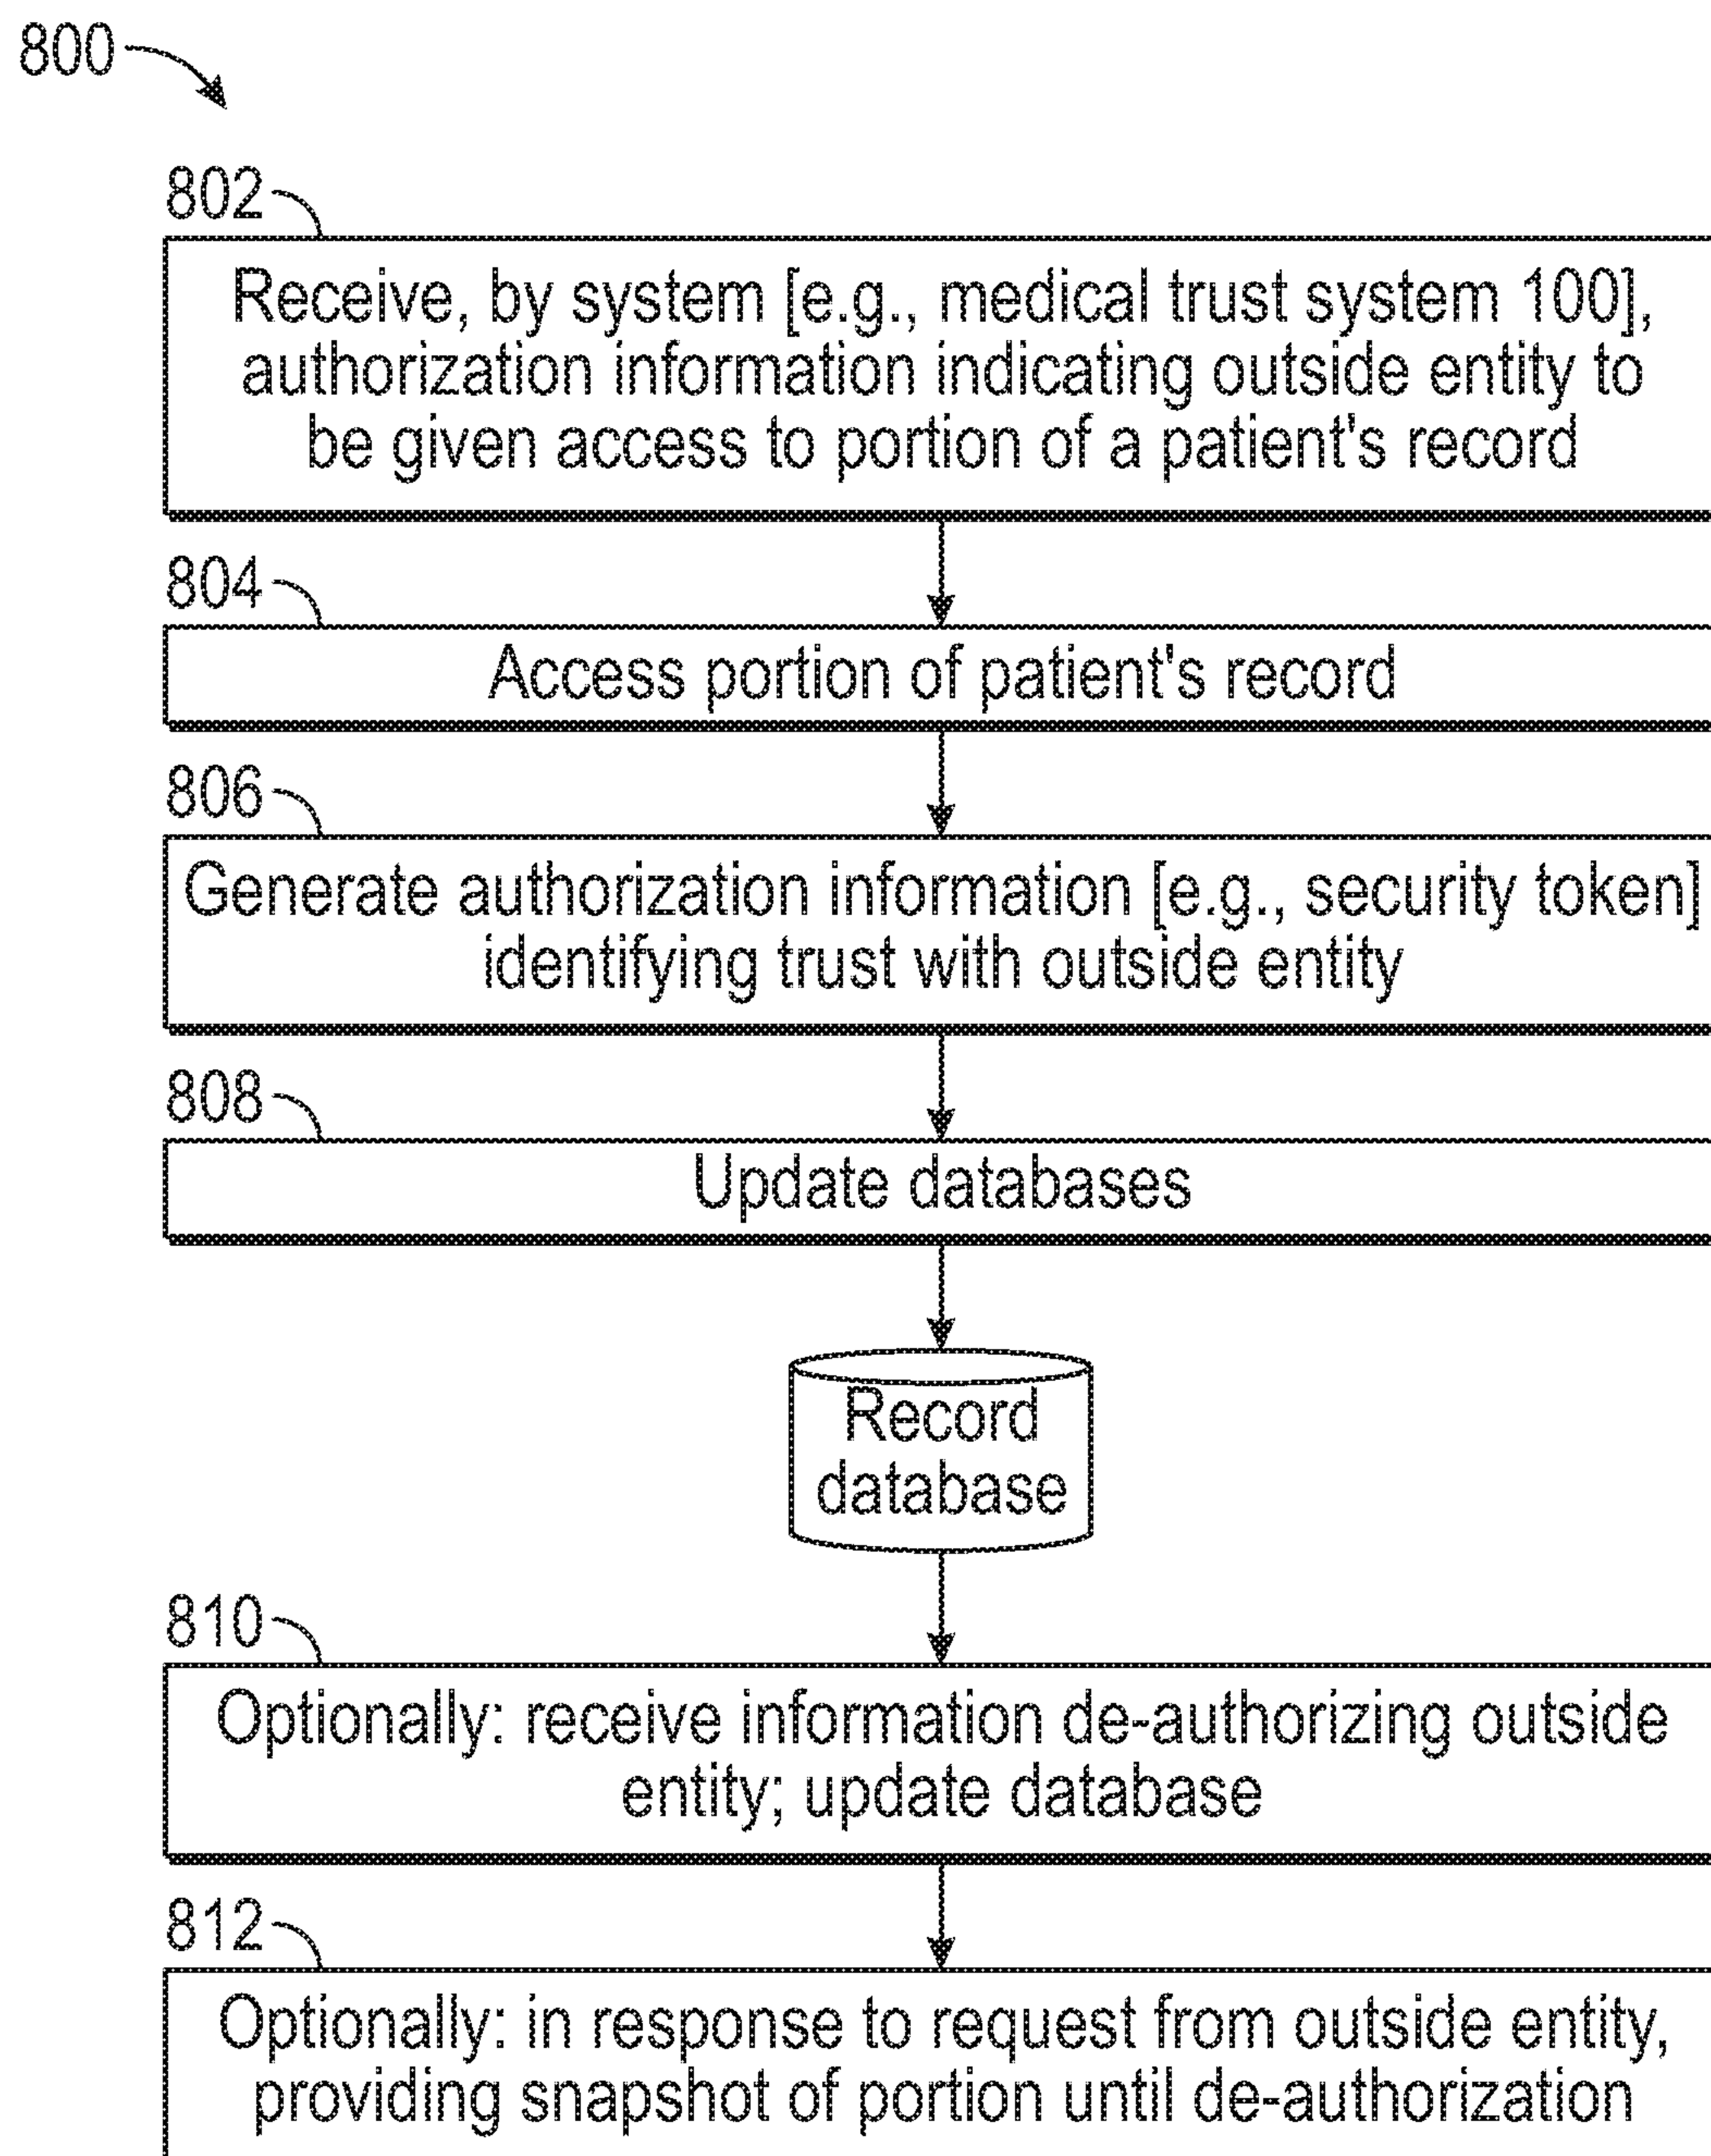 800
802
Receive, by system [e.g., medical trust system 100],
authorization information indicating outside entity to
be given access to portion of a patient's record
804
Access portion of patient's record
806
Generate authorization information [e.g., security token]
identifying trust with outside entity
808
Update databases
Record
database
810
Optionally: receive information de-authorizing outside
entity; update database
812
Optionally: in response to request from outside entity,
providing snapshot of portion until de-authorization